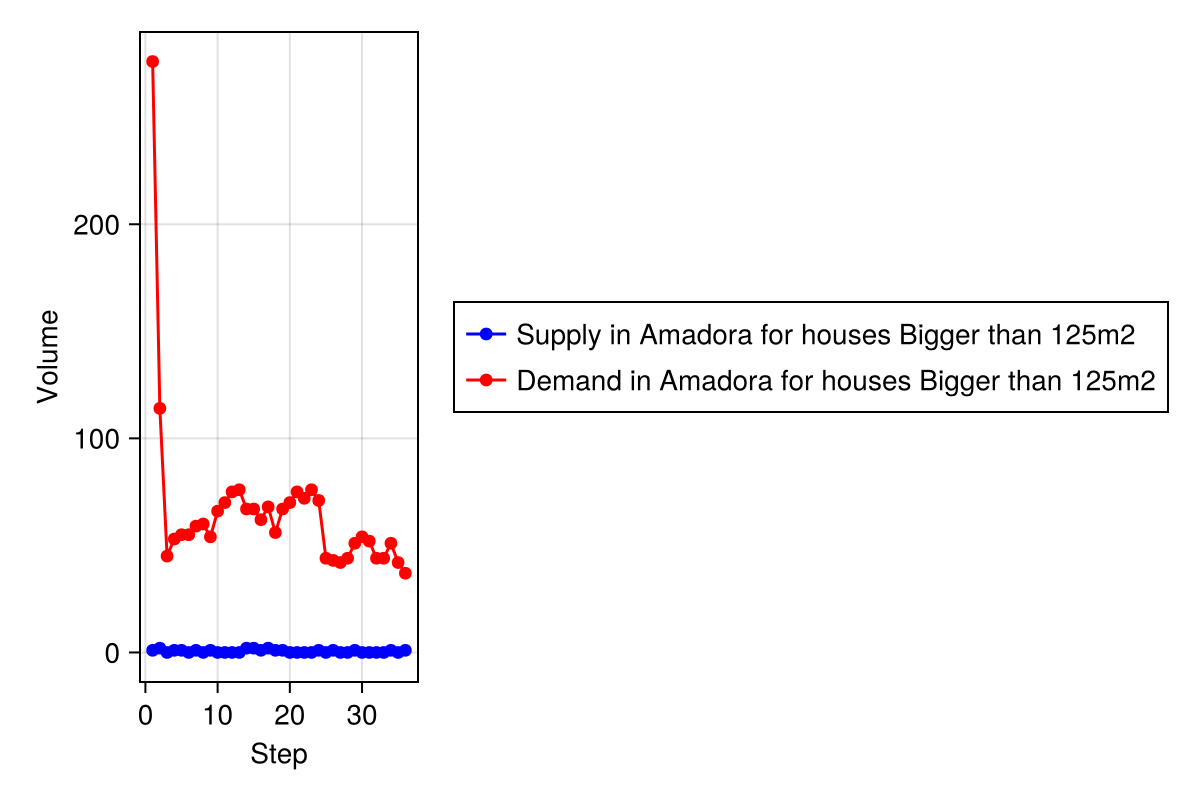 200
100
0
0 10 20 30
Volume
Step
Supply in Amadora for houses Bigger than 125m2
Demand in Amadora for houses Bigger than 125m2